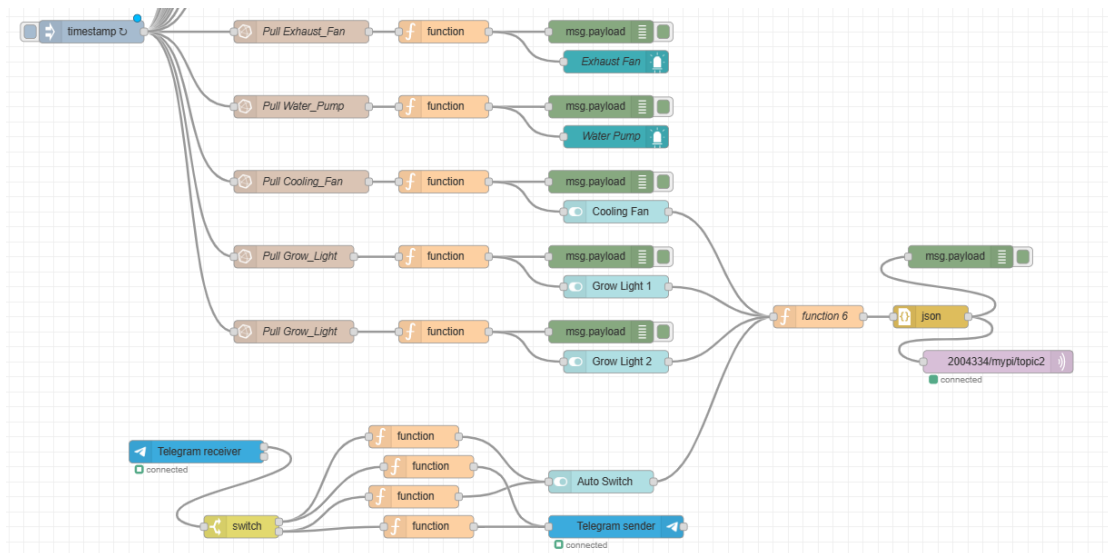 timestamp ↻
Pull Exhaust_Fan
function
msg.payload
Exhaust Fan
Pull Water_Pump
function
msg.payload
Water Pump
Pull Cooling_Fan
function
msg.payload
Cooling Fan
Pull Grow_Light
function
msg.payload
Grow Light 1
Pull Grow_Light
function
msg.payload
Grow Light 2
function 6
json
msg.payload
2004334/mypi/topic2
connected
Telegram receiver
connected
switch
function
function
function
function
Auto Switch
Telegram sender
connected